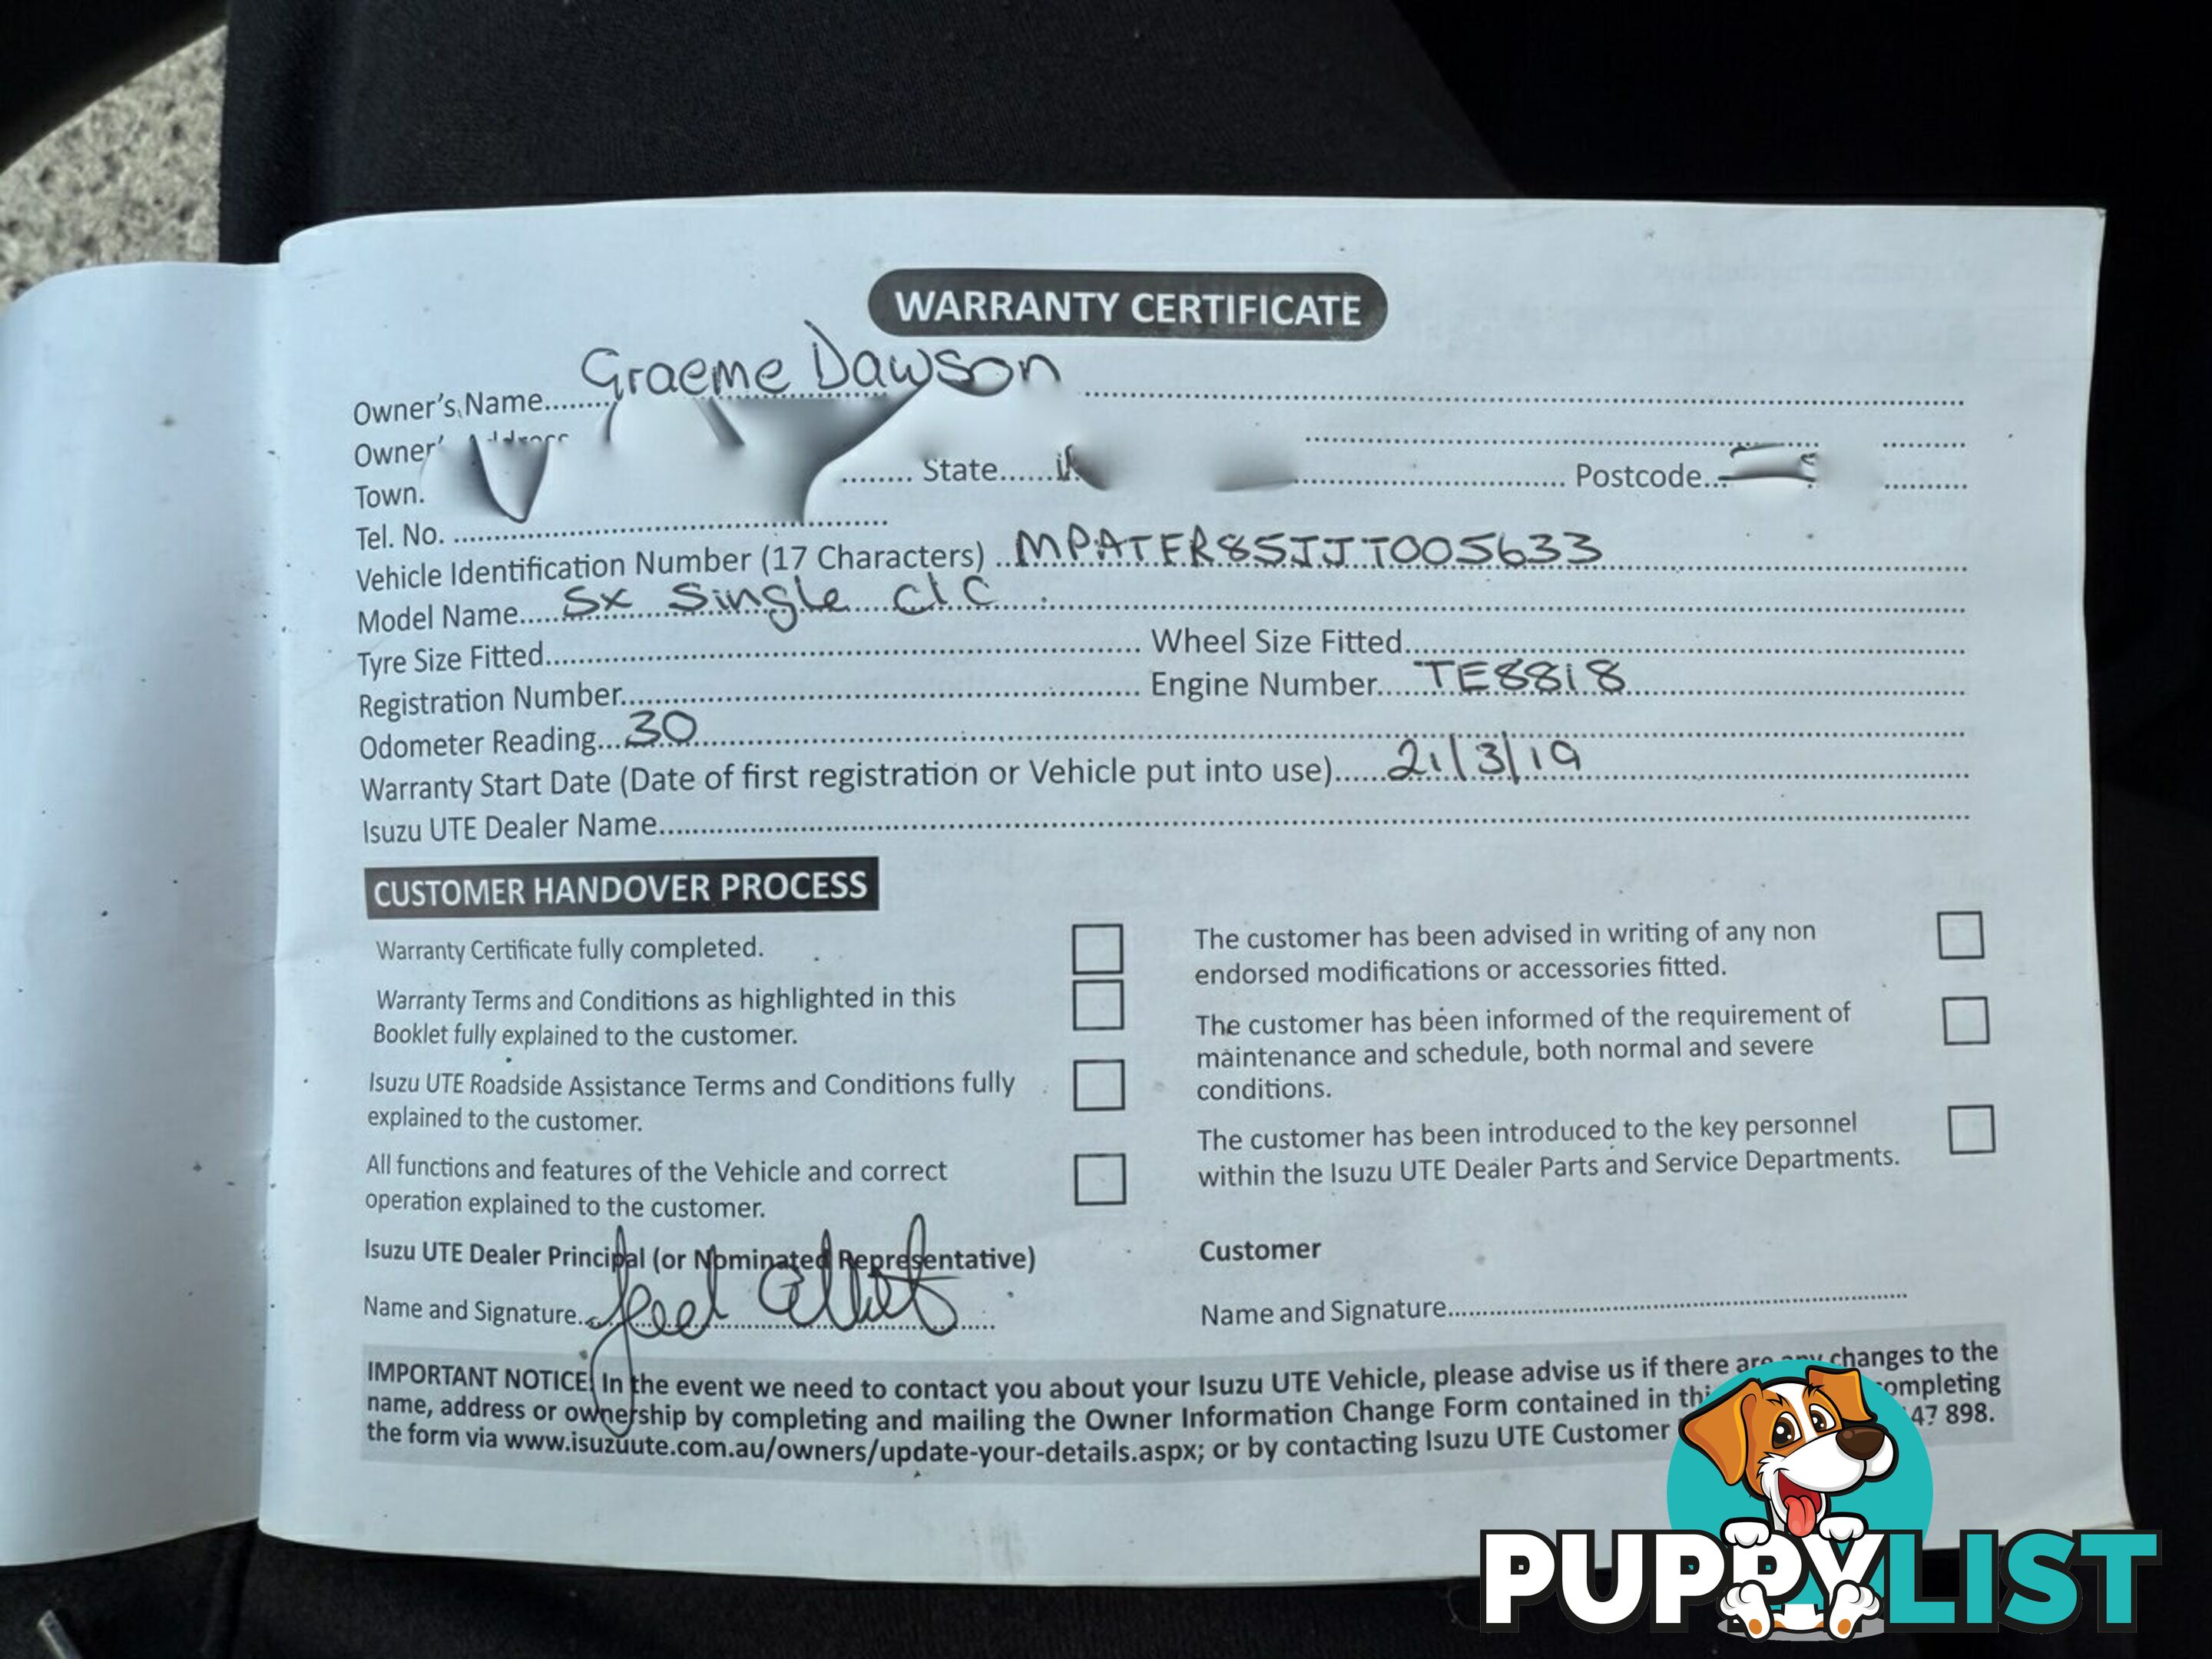 WARRANTY CERTIFICATE
Owner's Name........Graeme Dawson........
Owner'
Town. ........ State...... Postcode...
Tel. No. ........
Vehicle Identification Number (17 Characters) ..MPATFR85JJT005633........
Model Name.....SX Single c/c........
Tyre Size Fitted........ Wheel Size Fitted........
Registration Number........ Engine Number......TE8818........
Odometer Reading...30........
Warranty Start Date (Date of first registration or Vehicle put into use)......21/3/19........
Isuzu UTE Dealer Name........
CUSTOMER HANDOVER PROCESS
Warranty Certificate fully completed.
Warranty Terms and Conditions as highlighted in this
Booklet fully explained to the customer.
Isuzu UTE Roadside Assistance Terms and Conditions fully
explained to the customer.
All functions and features of the Vehicle and correct
operation explained to the customer.
The customer has been advised in writing of any non
endorsed modifications or accessories fitted.
The customer has been informed of the requirement of
maintenance and schedule, both normal and severe
conditions.
The customer has been introduced to the key personnel
within the Isuzu UTE Dealer Parts and Service Departments.
Isuzu UTE Dealer Principal (or Nominated Representative)
Name and Signature........
Customer
Name and Signature........
IMPORTANT NOTICE: In the event we need to contact you about your Isuzu UTE Vehicle, please advise us if there are any changes to the
name, address or ownership by completing and mailing the Owner Information Change Form contained in this completing
the form via www.isuzuute.com.au/owners/update-your-details.aspx; or by contacting Isuzu UTE Customer 47 898.
PUPPYLIST